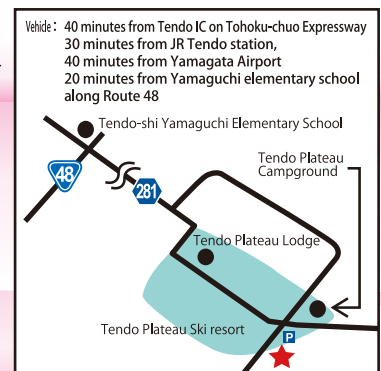 Vehide : 40 minutes from Tendo IC on Tohoku-chuo Expressway
30 minutes from JR Tendo station,
40 minutes from Yamagata Airport
20 minutes from Yamaguchi elementary school
along Route 48
Tendo-shi Yamaguchi Elementary School
Tendo Plateau
Campground
48
281
Tendo Plateau Lodge
Tendo Plateau Ski resort
P